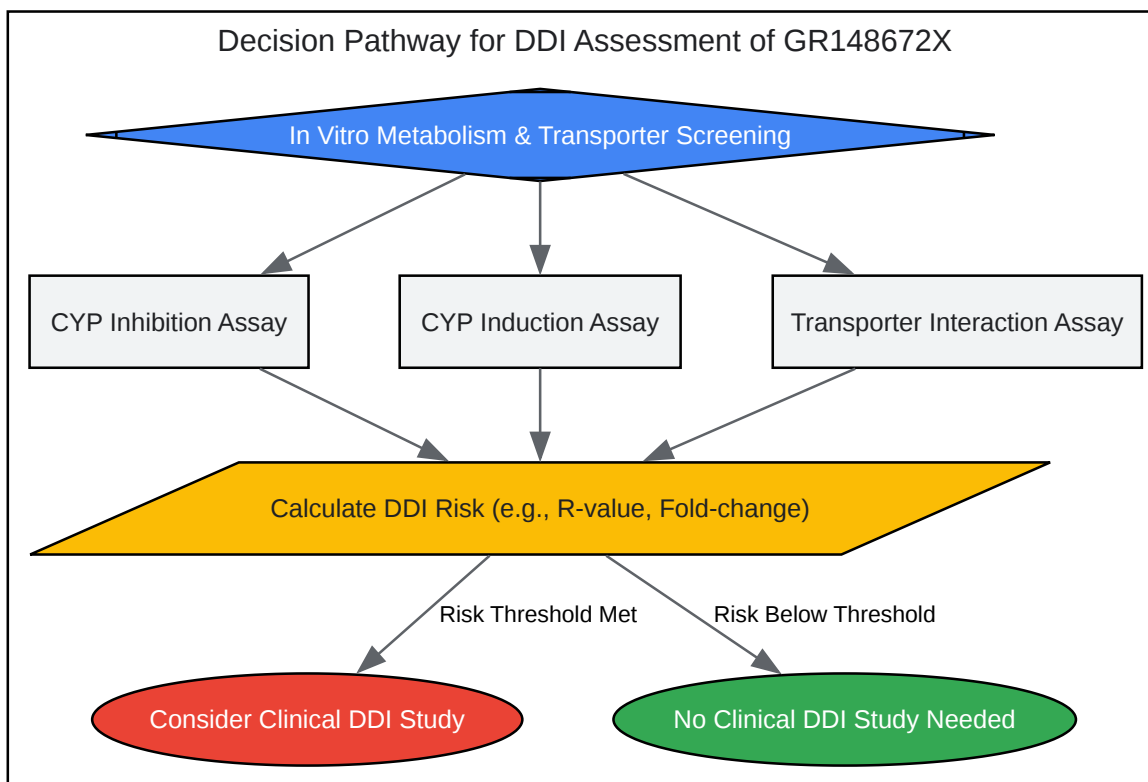 Decision Pathway for DDI Assessment of GR148672X
In Vitro Metabolism & Transporter Screening
CYP Inhibition Assay
CYP Induction Assay
Transporter Interaction Assay
Calculate DDI Risk (e.g., R-value, Fold-change)
Risk Threshold Met
Risk Below Threshold
Consider Clinical DDI Study
No Clinical DDI Study Needed